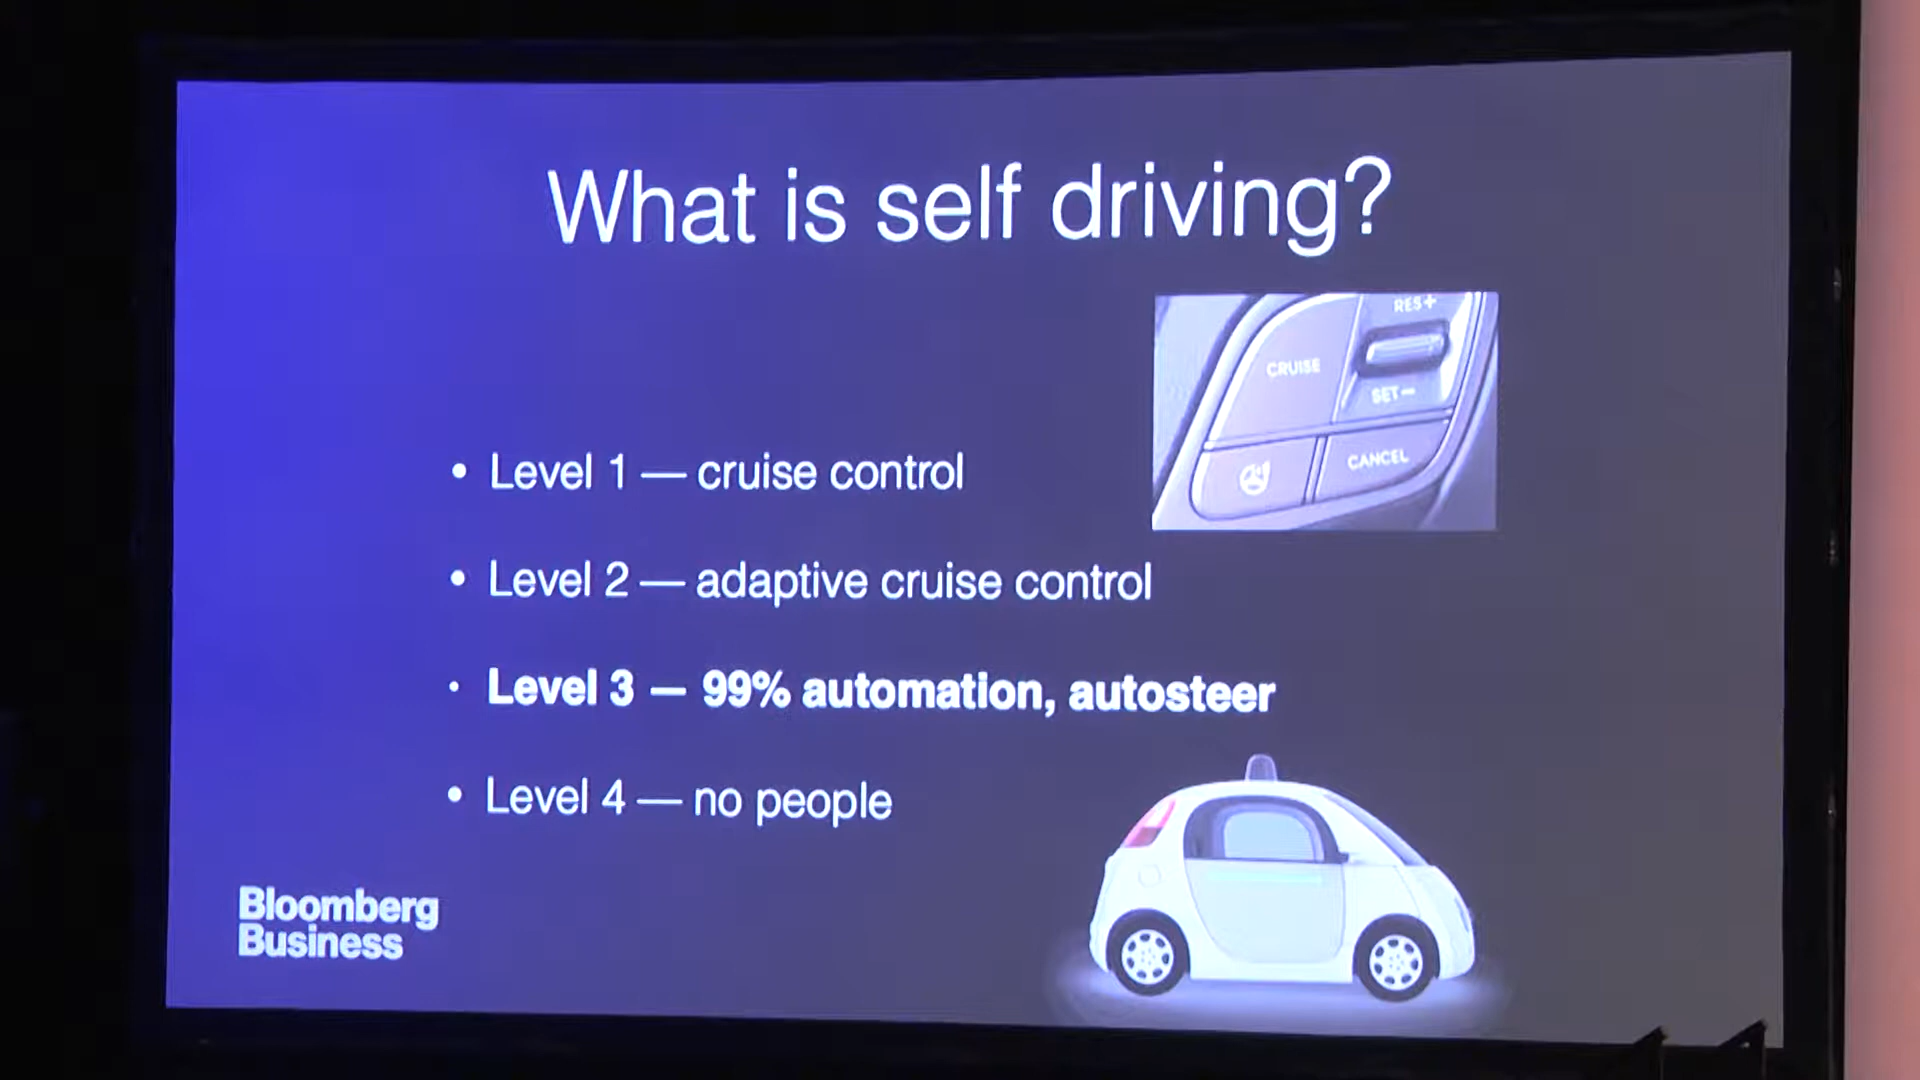 What is self driving?
RES+
CRUISE
SET−
CANCEL
• Level 1 — cruise control
• Level 2 — adaptive cruise control
• Level 3 — 99% automation, autosteer
• Level 4 — no people
Bloomberg
Business